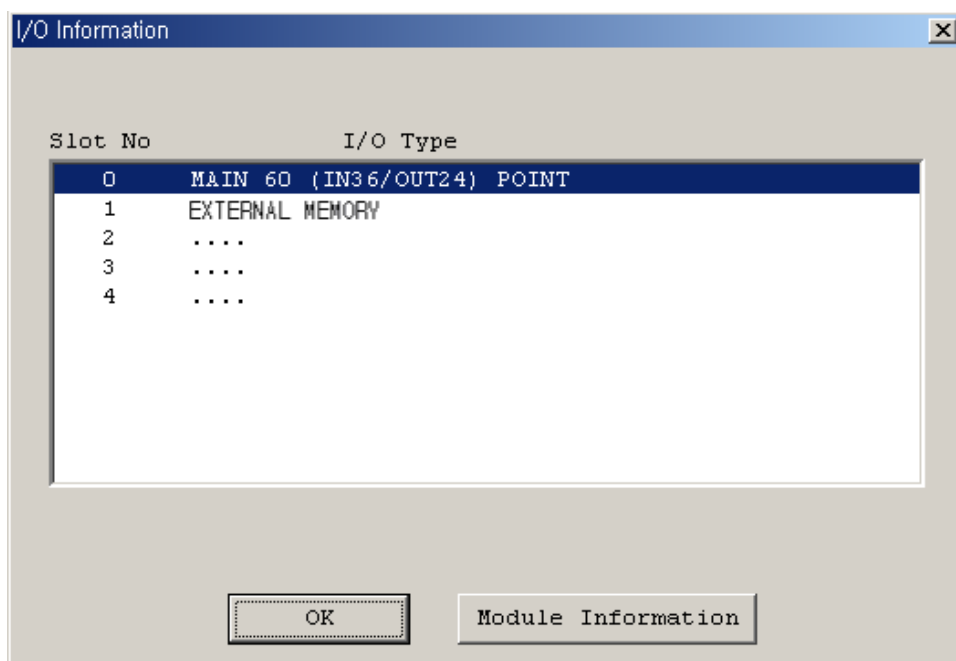 I/O Information
Slot No I/O Type
0 MAIN 60 (IN36/OUT24) POINT
1 EXTERNAL MEMORY
2 ....
3 ....
4 ....
OK Module Information